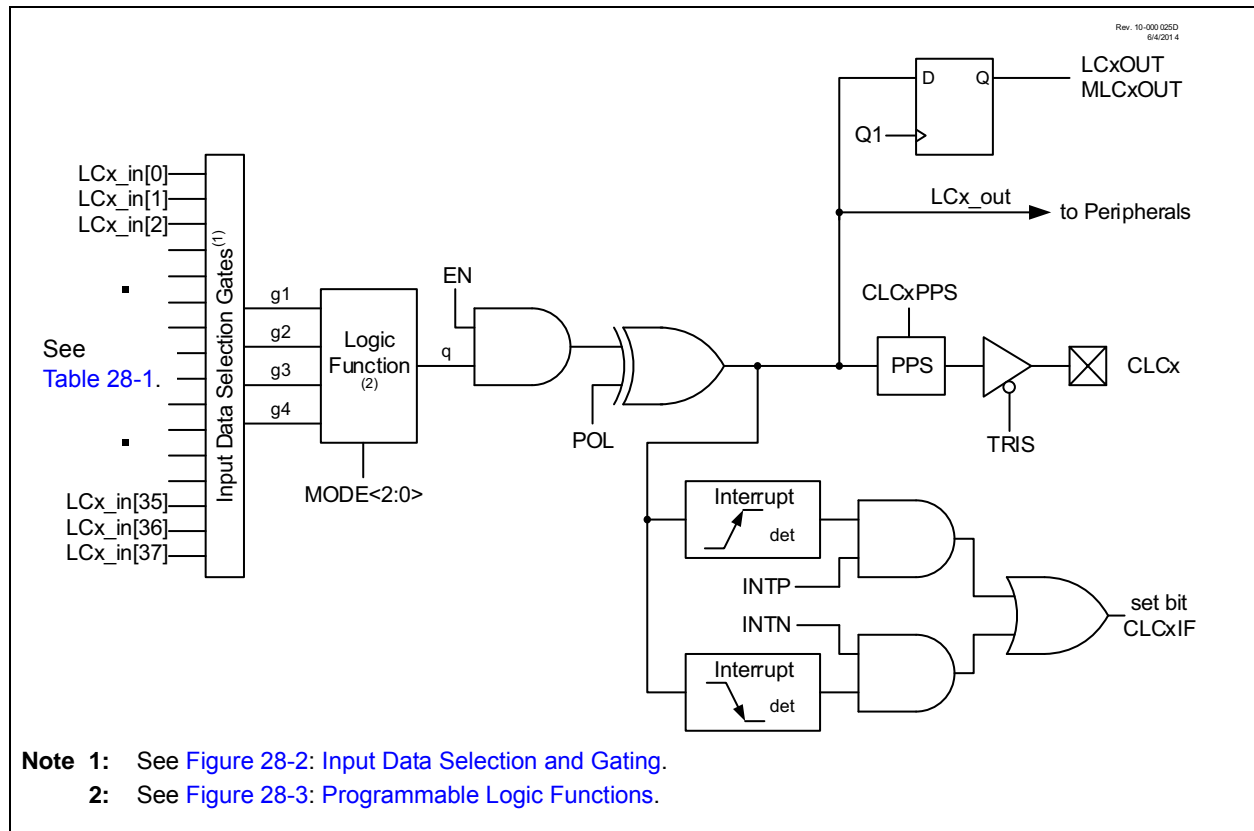 Rev. 10-000 025D
6/4/201 4
LCxOUT
MLCxOUT
D
Q
Q1
LCx_in[0]
LCx_in[1]
LCx_in[2]
LCx_out
to Peripherals
Input Data Selection Gates(1)
EN
CLCxPPS
g1
g2
g3
g4
Logic
Function
(2)
q
See
Table 28-1.
PPS
CLCx
POL
TRIS
MODE<2:0>
LCx_in[35]
LCx_in[36]
LCx_in[37]
Interrupt
det
INTP
INTN
set bit
CLCxIF
Interrupt
det
Note 1: See Figure 28-2: Input Data Selection and Gating.
2: See Figure 28-3: Programmable Logic Functions.